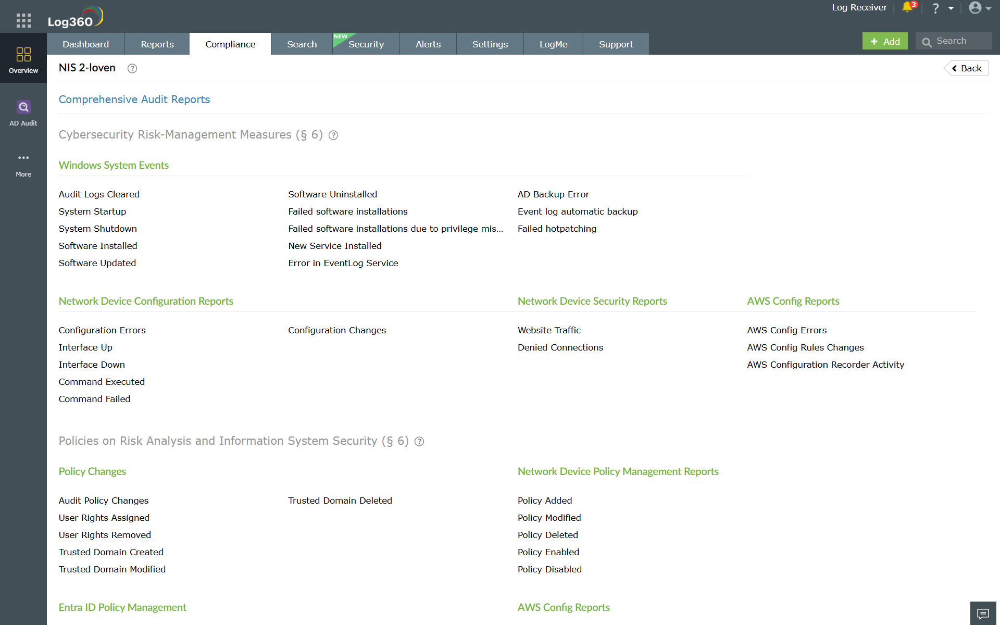 Log360
Log Receiver
3
?
Dashboard
Reports
Compliance
Search
NEW
Security
Alerts
Settings
LogMe
Support
+ Add
Search
Overview
AD Audit
More
NIS 2-loven ?
Back
Comprehensive Audit Reports
Cybersecurity Risk-Management Measures (§ 6) ?
Windows System Events
Audit Logs Cleared
System Startup
System Shutdown
Software Installed
Software Updated
Software Uninstalled
Failed software installations
Failed software installations due to privilege mis...
New Service Installed
Error in EventLog Service
AD Backup Error
Event log automatic backup
Failed hotpatching
Network Device Configuration Reports
Configuration Errors
Interface Up
Interface Down
Command Executed
Command Failed
Configuration Changes
Network Device Security Reports
Website Traffic
Denied Connections
AWS Config Reports
AWS Config Errors
AWS Config Rules Changes
AWS Configuration Recorder Activity
Policies on Risk Analysis and Information System Security (§ 6) ?
Policy Changes
Audit Policy Changes
User Rights Assigned
User Rights Removed
Trusted Domain Created
Trusted Domain Modified
Trusted Domain Deleted
Network Device Policy Management Reports
Policy Added
Policy Modified
Policy Deleted
Policy Enabled
Policy Disabled
Entra ID Policy Management
AWS Config Reports